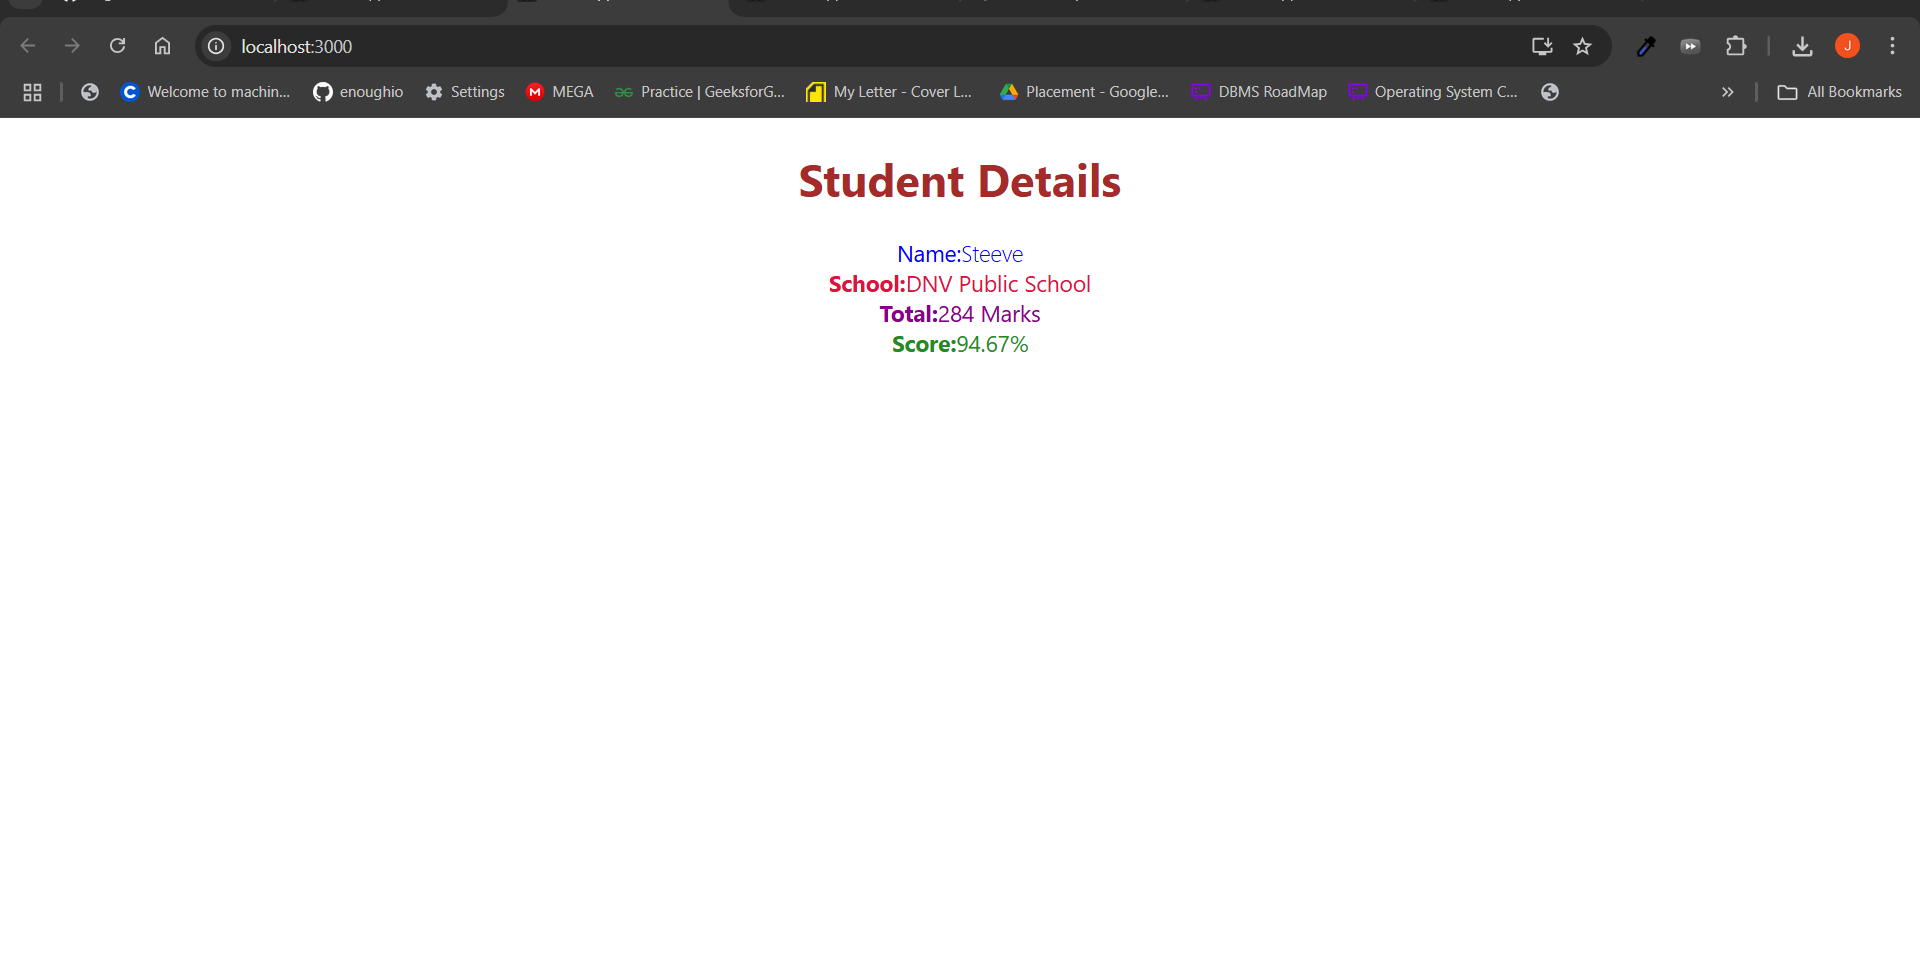 localhost:3000
Welcome to machin... enoughio Settings MEGA Practice | GeeksforG... My Letter - Cover L... Placement - Google... DBMS RoadMap Operating System C... » All Bookmarks
J
Student Details
Name:Steeve
School:DNV Public School
Total:284 Marks
Score:94.67%